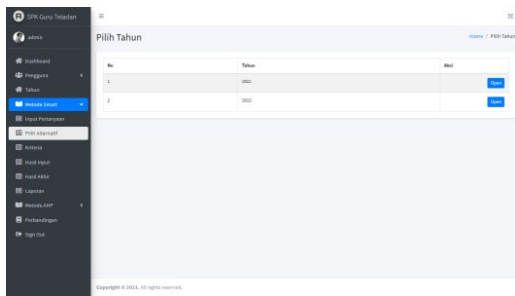 SPK Guru Teladan
admin
Dashboard
Pengguna
Tahun
Metode Smart
Input Pertanyaan
Pilih Alternatif
Kriteria
Hasil Input
Hasil Akhir
Laporan
Metode AHP
Perbandingan
Sign Out
Pilih Tahun
Home / Pilih Tahun
No Tahun Aksi
1 2021 Open
2 2022 Open
Copyright © 2021. All rights reserved.